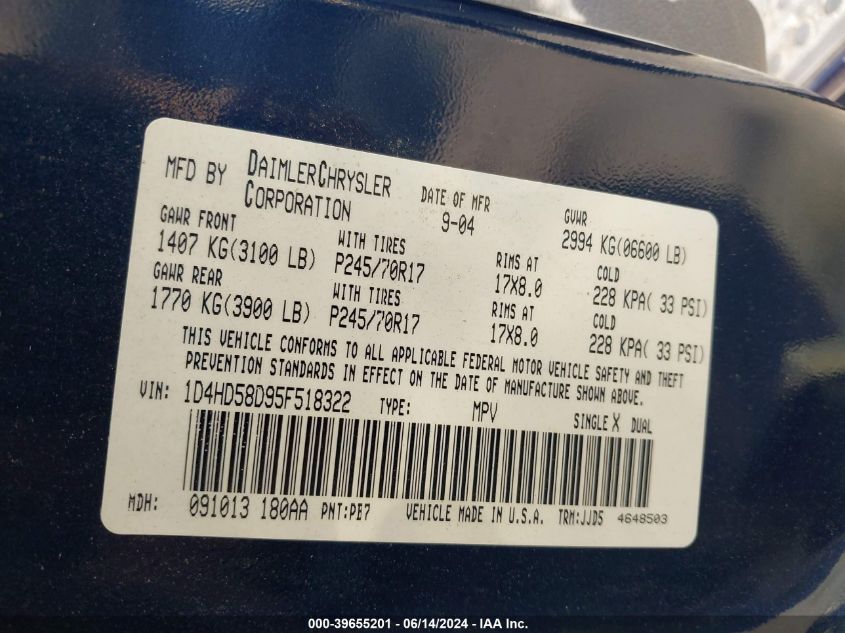 MFD BY DAIMLERCHRYSLER CORPORATION DATE OF MFR 9-04 GVWR 2994 KG(06600 LB)
GAWR FRONT WITH TIRES RIMS AT COLD
1407 KG(3100 LB) P245/70R17 17X8.0 228 KPA( 33 PSI)
GAWR REAR WITH TIRES RIMS AT COLD
1770 KG(3900 LB) P245/70R17 17X8.0 228 KPA( 33 PSI)
THIS VEHICLE CONFORMS TO ALL APPLICABLE FEDERAL MOTOR VEHICLE SAFETY AND THEFT
PREVENTION STANDARDS IN EFFECT ON THE DATE OF MANUFACTURE SHOWN ABOVE.
VIN: 1D4HD58D95F518322 TYPE: MPV SINGLE X DUAL
MDH: 091013 180AA PNT:PB7 VEHICLE MADE IN U.S.A. TRM:JJD5 4648503
000-39655201 - 06/14/2024 - IAA Inc.